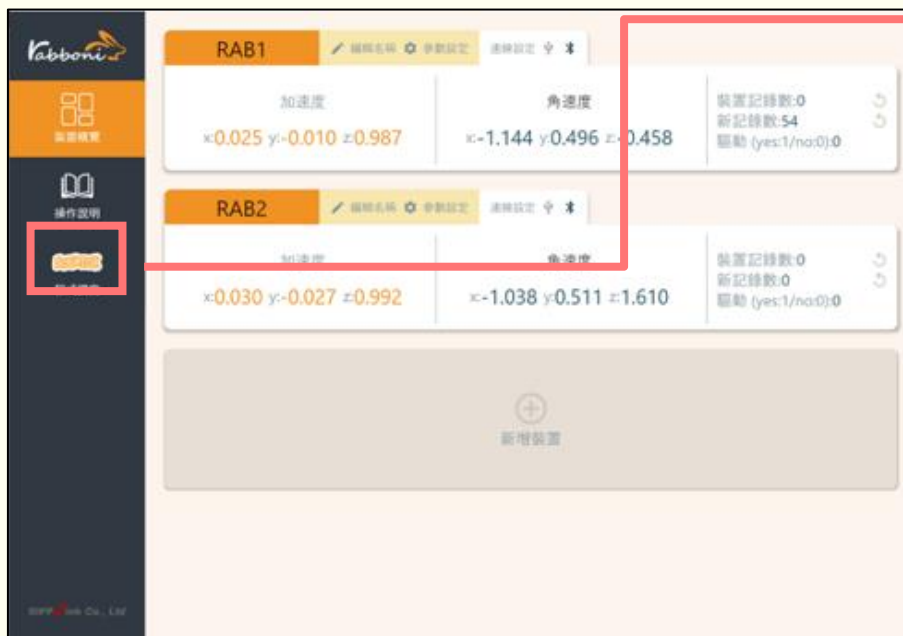 Rabboni
裝置概覽
操作說明
RAB1
編輯名稱 參數設定 連線設定
加速度
x:0.025 y:-0.010 z:0.987
角速度
x:-1.144 y:0.496 z:-0.458
裝置記錄數:0
新記錄數:54
驅動 (yes:1/no:0):0
RAB2
編輯名稱 參數設定 連線設定
加速度
x:0.030 y:-0.027 z:0.992
角速度
x:-1.038 y:0.511 z:1.610
裝置記錄數:0
新記錄數:0
驅動 (yes:1/no:0):0
新增裝置
Co., Ltd